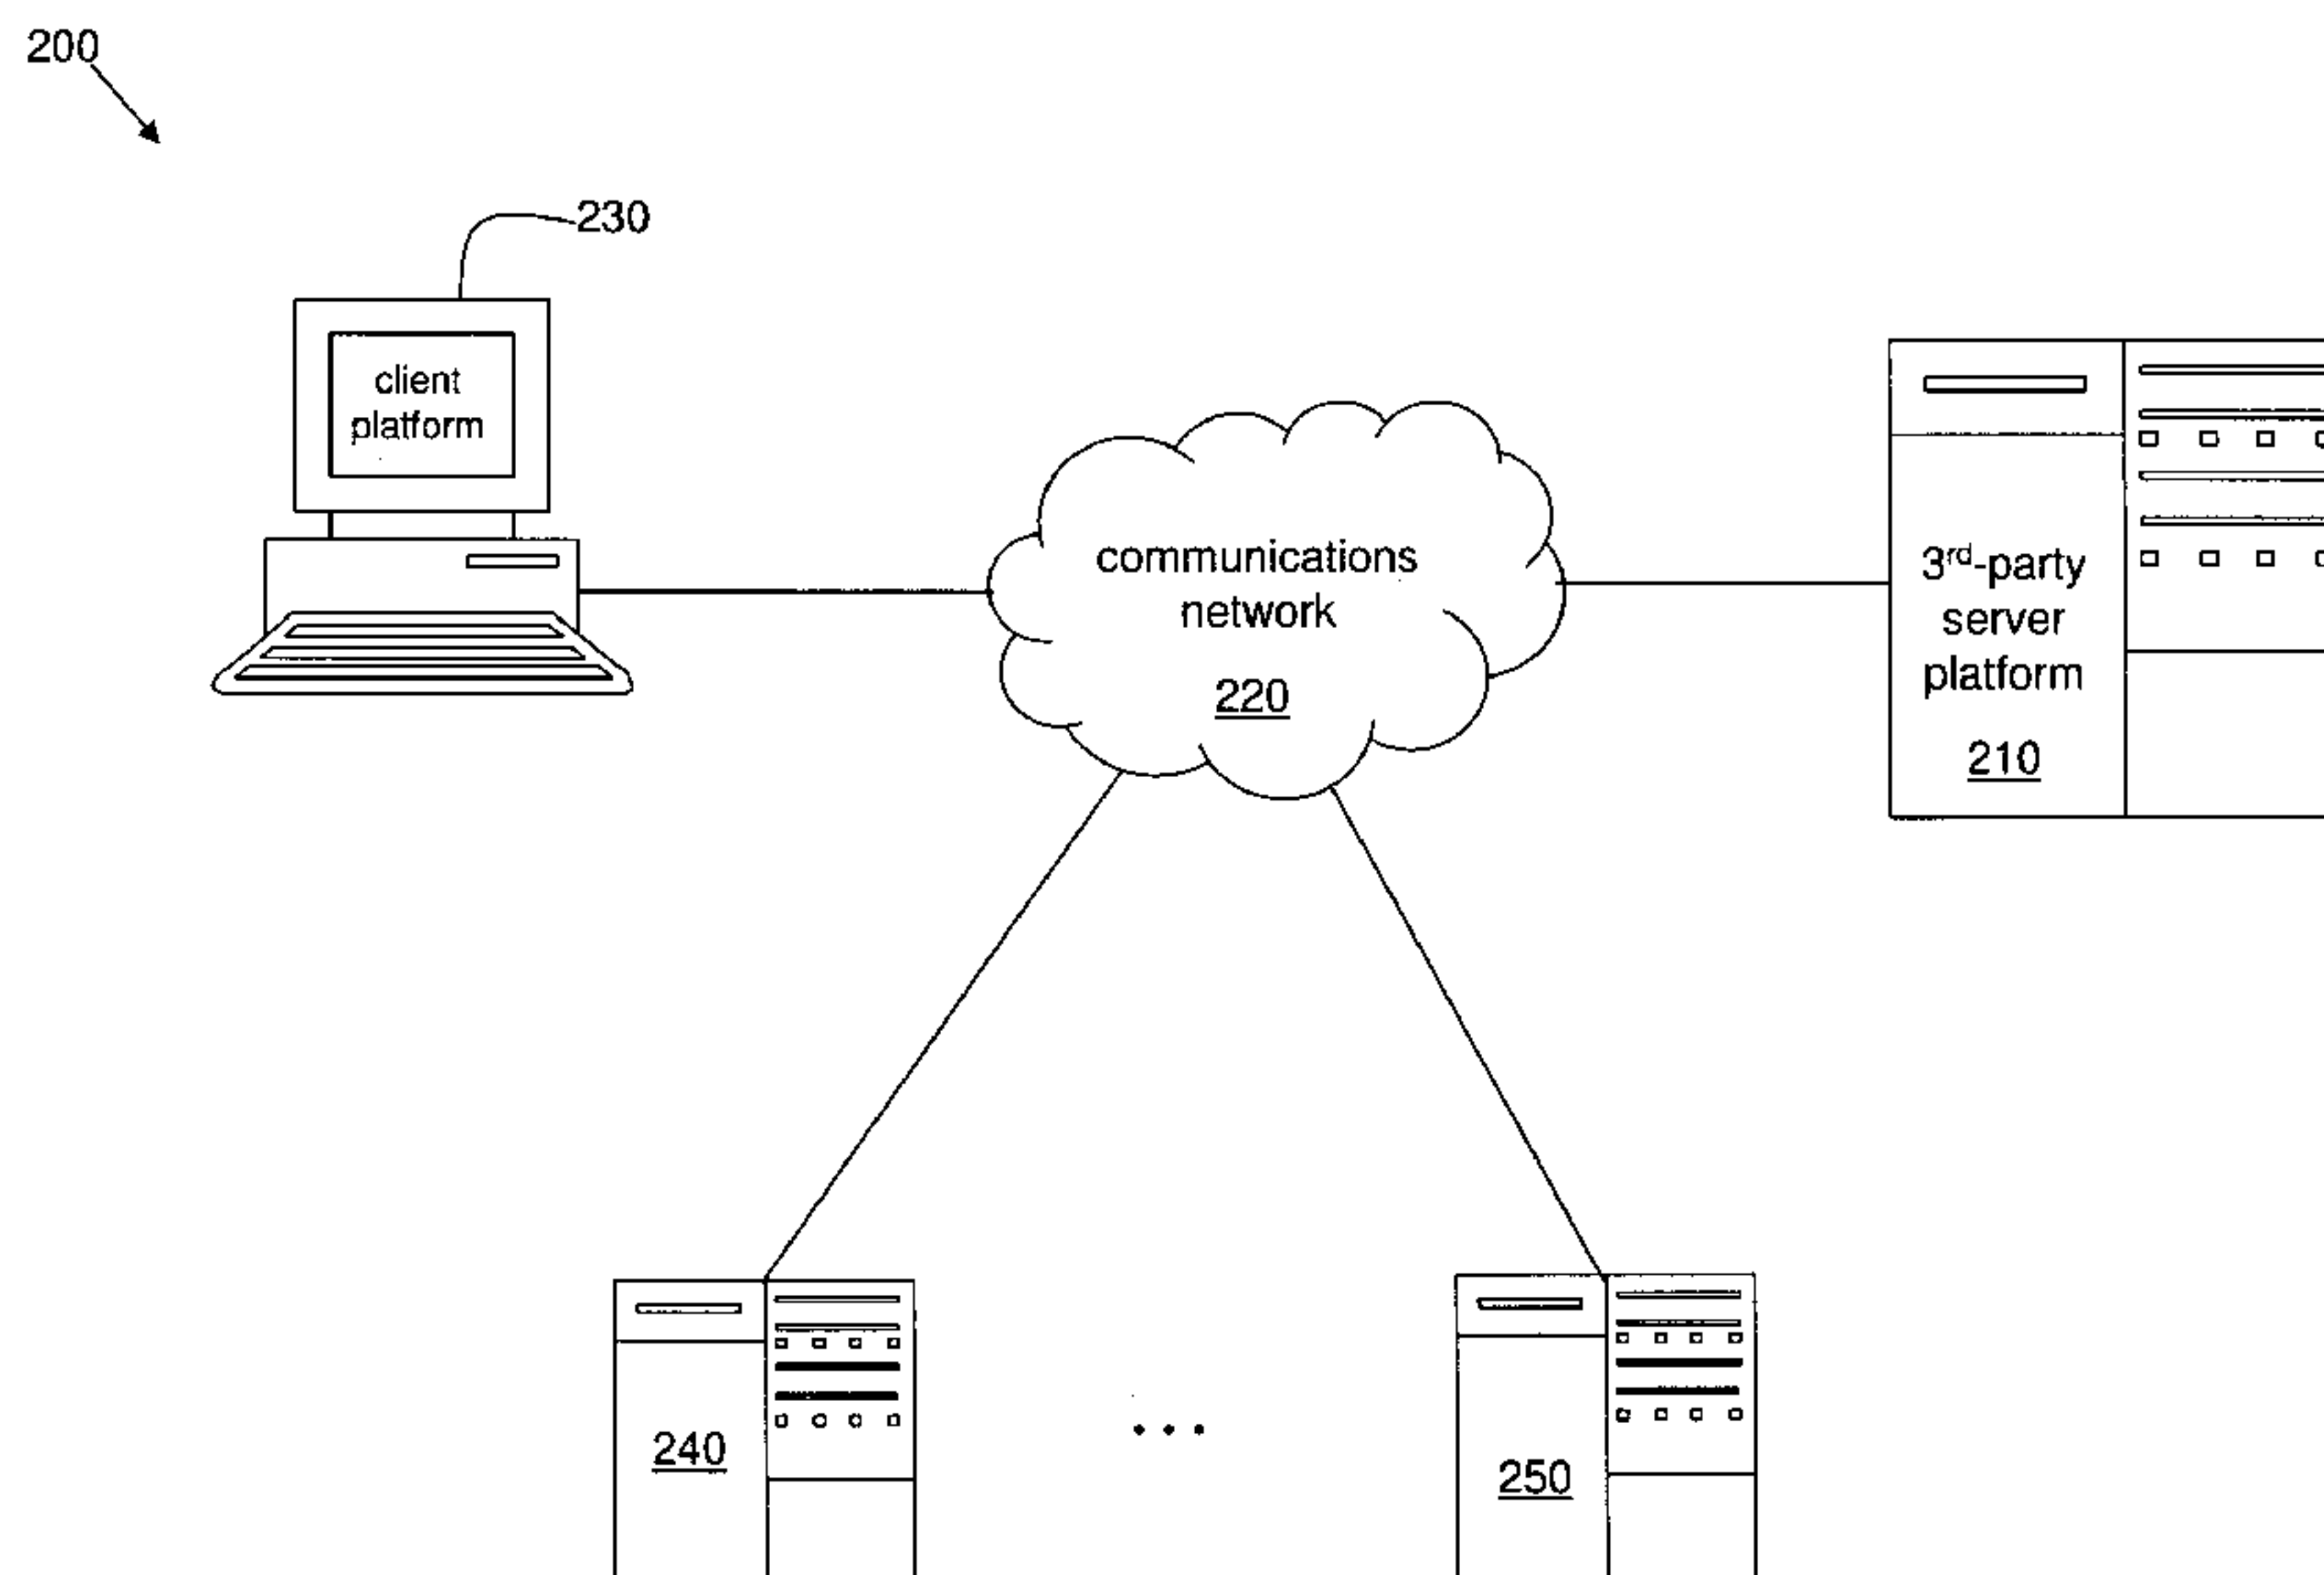 200
230
client
platform
communications
network
220
3rd-party
server
platform
210
240
...
250